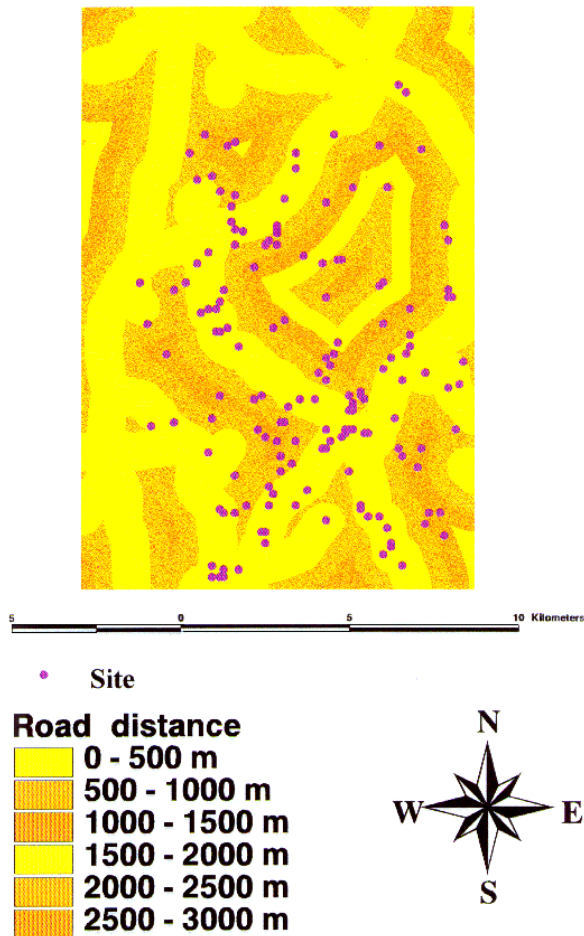 5 0 5 10 Kilometers
Site
Road distance
0 - 500 m
500 - 1000 m
1000 - 1500 m
1500 - 2000 m
2000 - 2500 m
2500 - 3000 m
N
W E
S